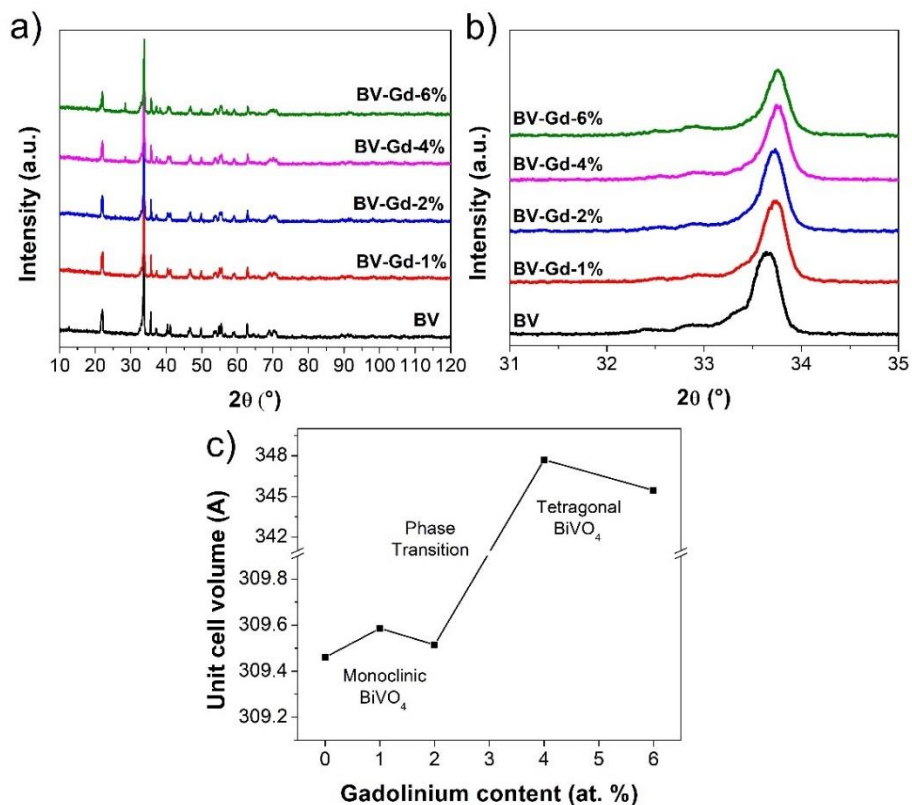 a)
Intensity (a.u.)
BV-Gd-6%
BV-Gd-4%
BV-Gd-2%
BV-Gd-1%
BV
10 20 30 40 50 60 70 80 90 100 110 120
2θ (°)
b)
Intensity (a.u.)
BV-Gd-6%
BV-Gd-4%
BV-Gd-2%
BV-Gd-1%
BV
31 32 33 34 35
2θ (°)
c)
Unit cell volume (A)
348
345
342
309.8
309.6
309.4
309.2
Phase
Transition
Tetragonal
BiVO₄
Monoclinic
BiVO₄
0 1 2 3 4 5 6
Gadolinium content (at. %)